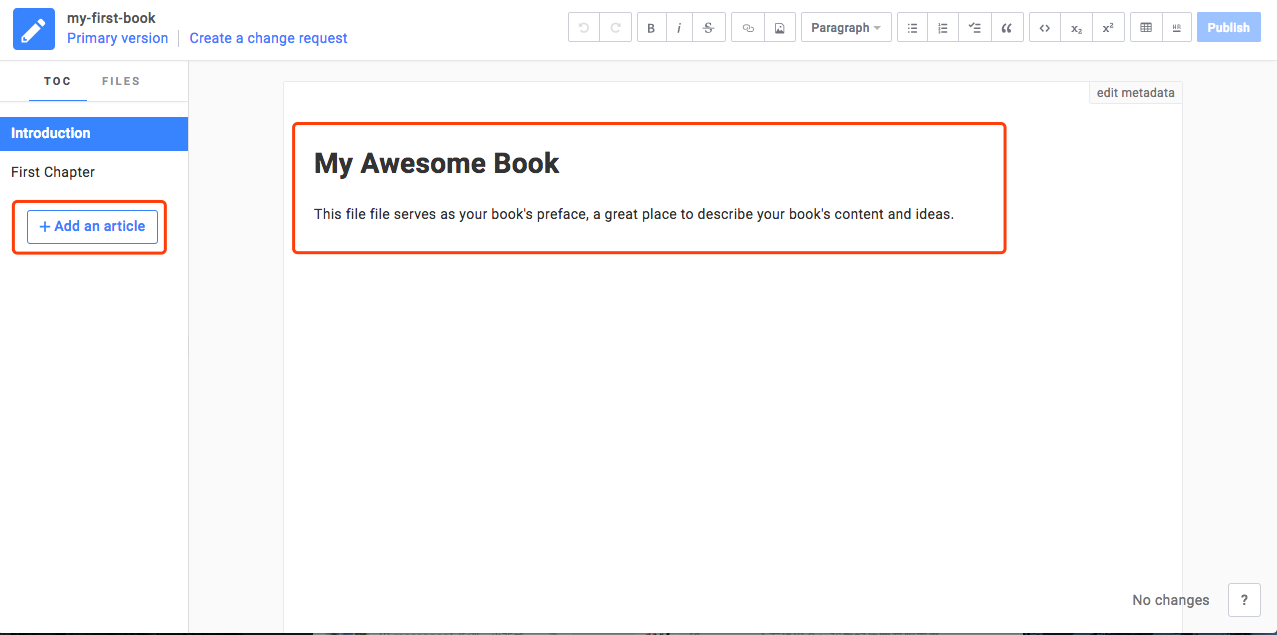 my-first-book
Primary version
Create a change request
B i S
Paragraph
x₂ x²
Publish
TOC FILES
edit metadata
Introduction
First Chapter
+ Add an article
My Awesome Book
This file file serves as your book's preface, a great place to describe your book's content and ideas.
No changes
?